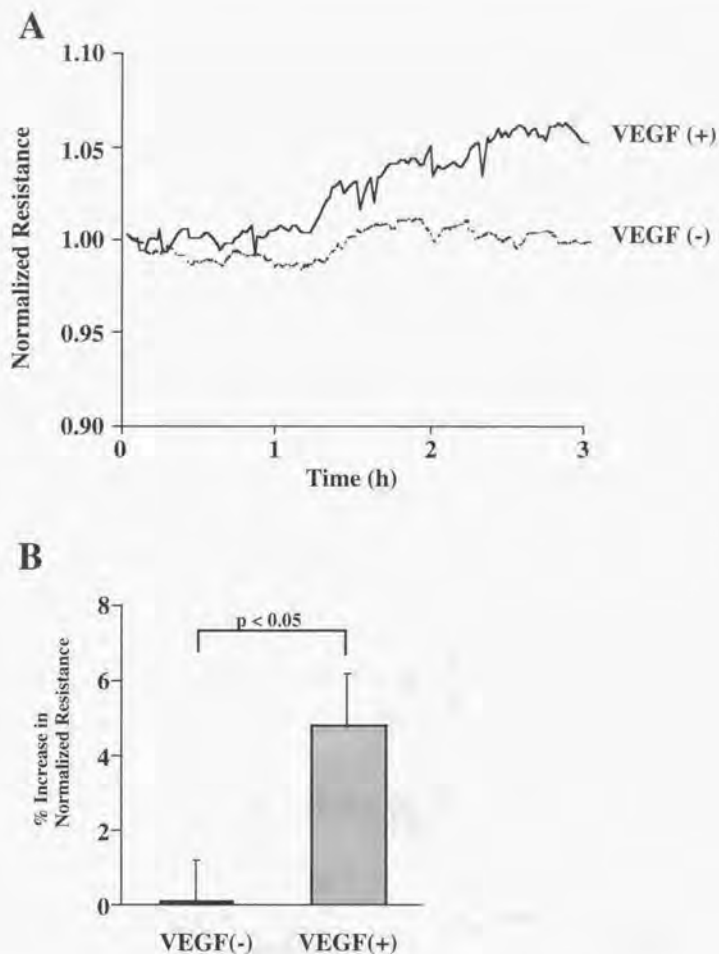 A
1.10
1.05
1.00
0.95
0.90
Normalized Resistance
VEGF (+)
VEGF (-)
0
1
2
3
Time (h)
B
8
6
4
2
0
% Increase in
Normalized Resistance
p < 0.05
VEGF(-)
VEGF(+)